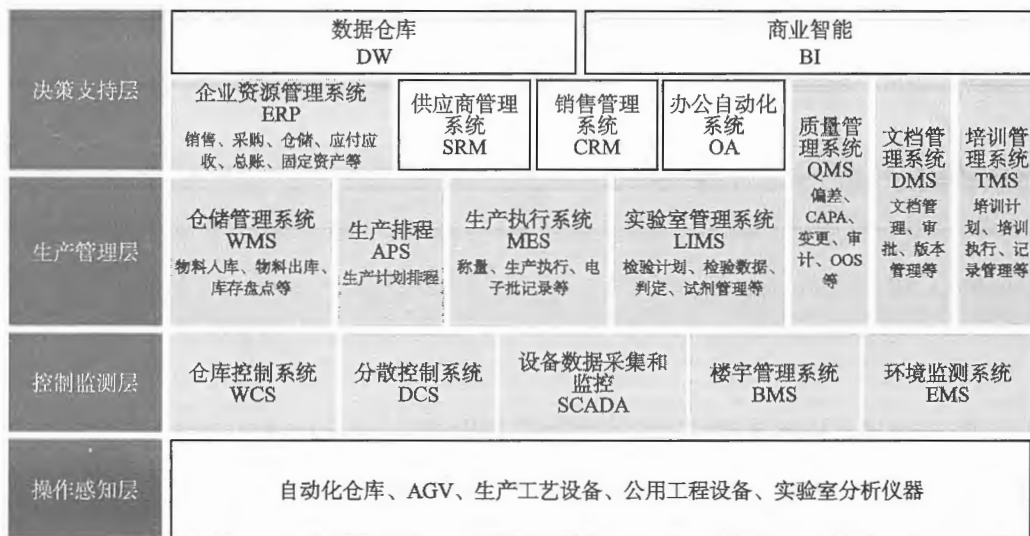 决策支持层
数据仓库
DW
商业智能
BI
企业资源管理系统
ERP
销售、采购、仓储、应付应
收、总账、固定资产等
供应商管理
系统
SRM
销售管理
系统
CRM
办公自动化
系统
OA
质量管
理系统
QMS
偏差、
CAPA、
变更、审
计、OOS
等
文档管
理系统
DMS
文档管
理、审
批、版本
管理等
培训管
理系统
TMS
培训计
划、培训
执行、记
录管理等
生产管理层
仓储管理系统
WMS
物料入库、物料出库、
库存盘点等
生产排程
APS
生产计划排程
生产执行系统
MES
称量、生产执行、电
子批记录等
实验室管理系统
LIMS
检验计划、检验数据、
判定、试剂管理等
控制监测层
仓库控制系统
WCS
分散控制系统
DCS
设备数据采集和
监控
SCADA
楼宇管理系统
BMS
环境监测系统
EMS
操作感知层
自动化仓库、AGV、生产工艺设备、公用工程设备、实验室分析仪器